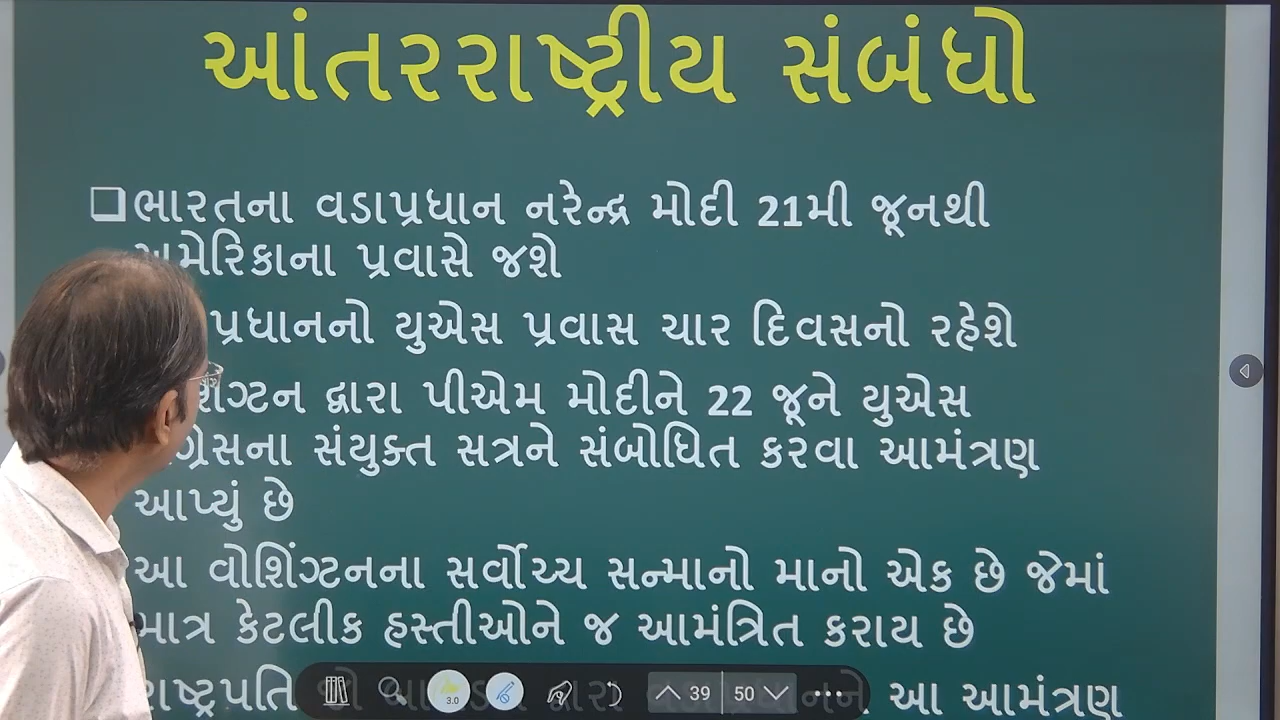 આંતરરાષ્ટ્રીય સંબંધો
ભારતના વડાપ્રધાન નરેન્દ્ર મોદી 21મી જૂનથી
અમેરિકાના પ્રવાસે જશે
પ્રધાનનો યુએસ પ્રવાસ ચાર દિવસનો રહેશે
દ્વારા પીએમ મોદીને 22 જૂને યુએસ
સંયુક્ત સત્રને સંબોધિત કરવા આમંત્રણ
આપ્યું છે
આ વોશિંગ્ટનના સર્વોચ્ચ સન્માનો માનો એક છે જેમાં
માત્ર કેટલીક હસ્તીઓને જ આમંત્રિત કરાય છે
રાષ્ટ્રપતિ આ આમંત્રણ
3.0 39 50